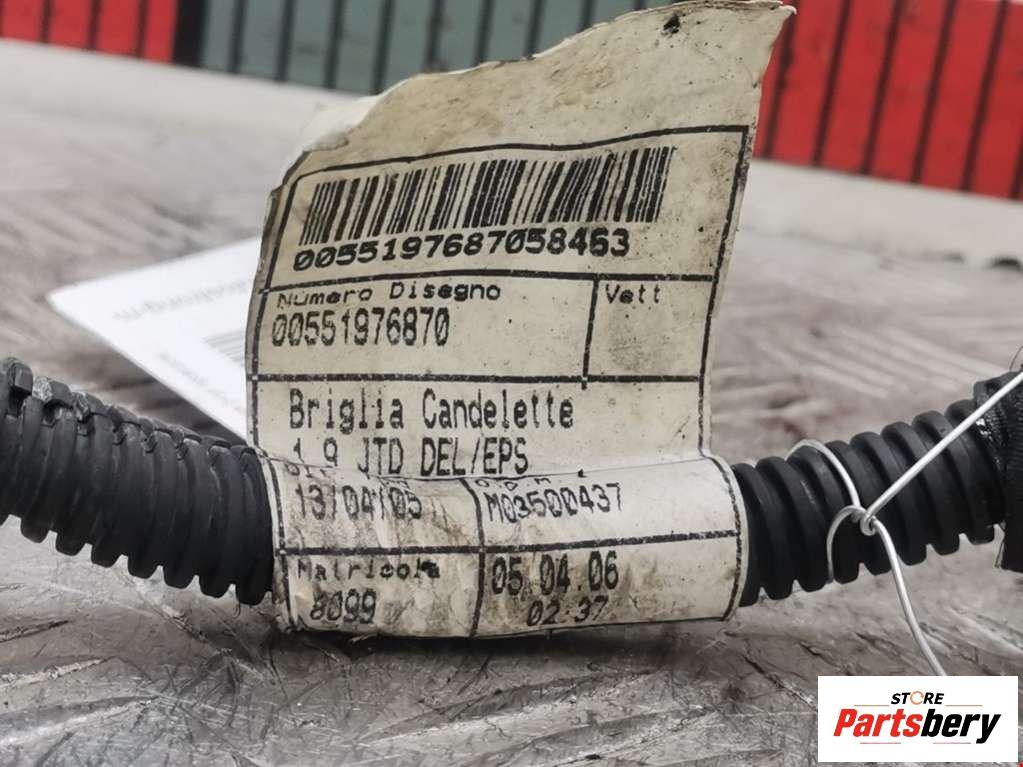 0055197687058463
Numero Disegno
Vett
00551976870
Briglia Candelette
1.9 JTD DEL/EPS
13/04/05
M03500437
Matricola
05.04.06
8099
02.37
STORE
Partsbery